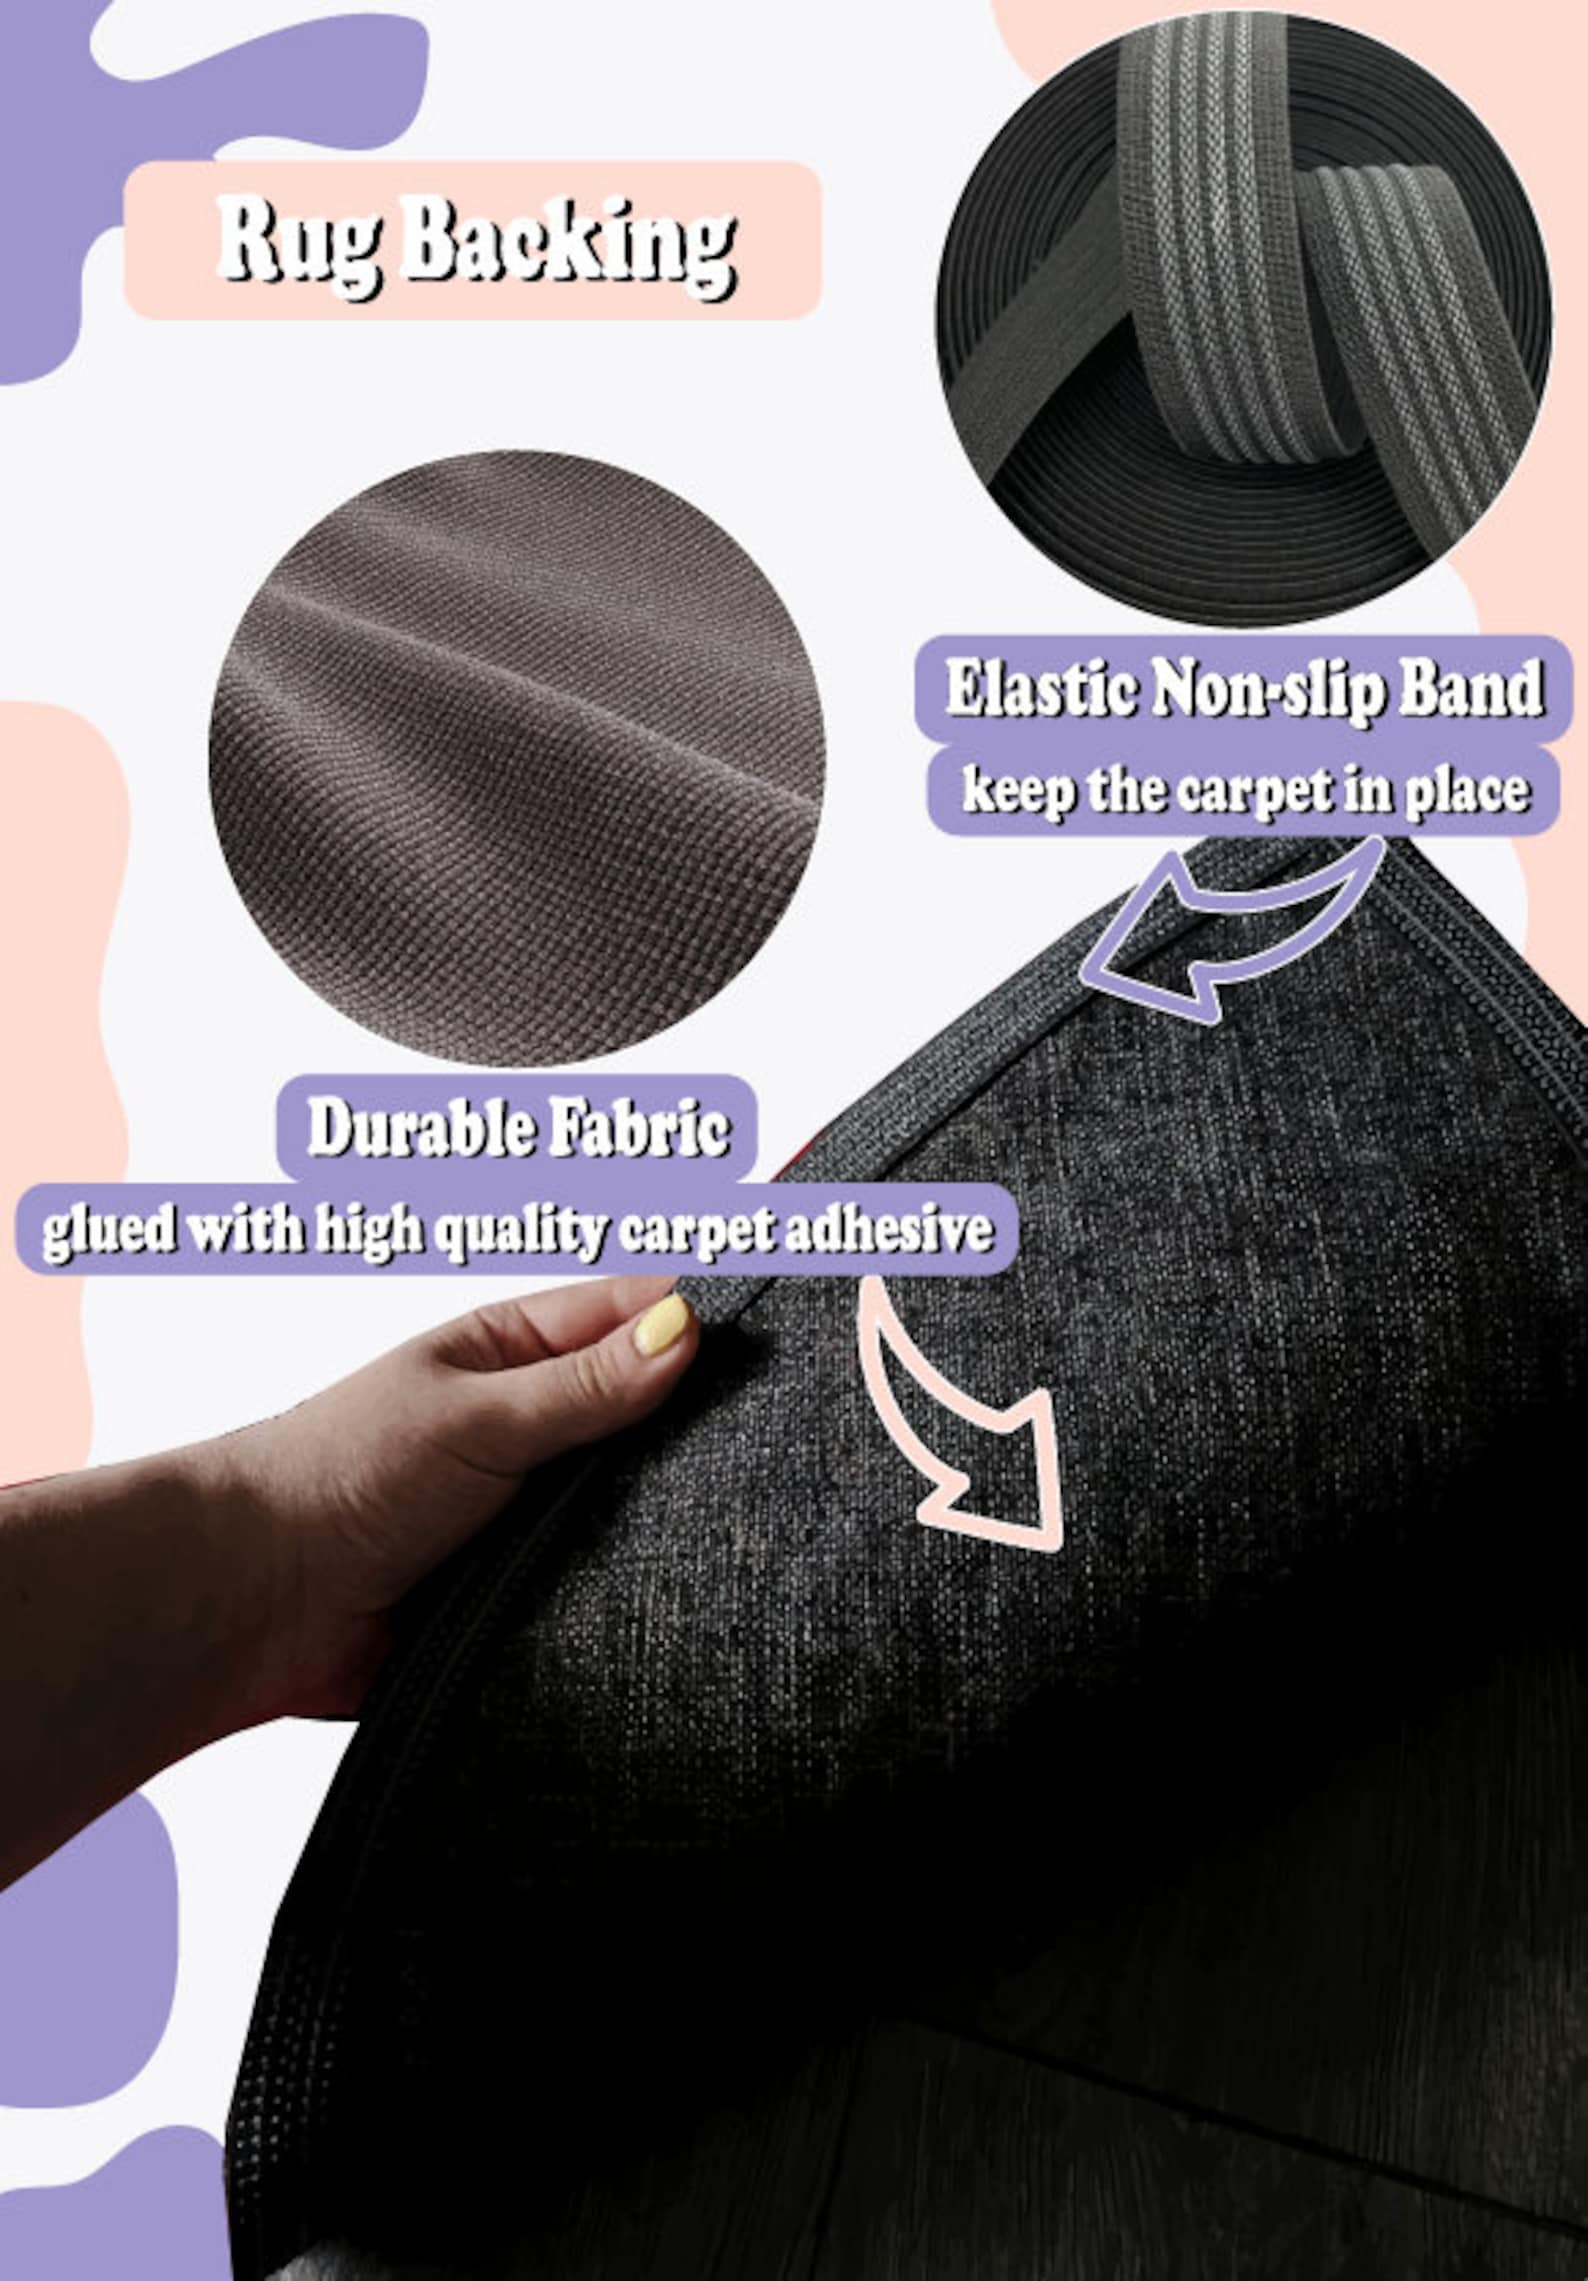 Rug Backing
Elastic Non-slip Band
keep the carpet in place
Durable Fabric
glued with high quality carpet adhesive